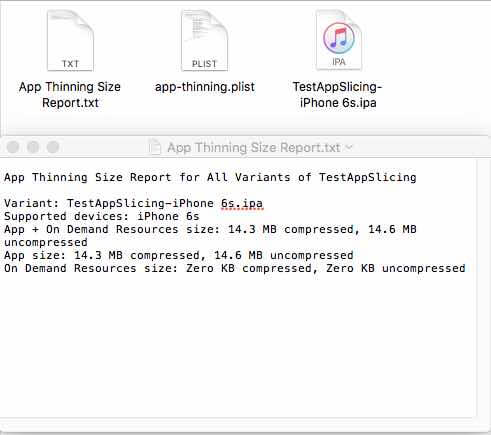 TXT
PLIST
IPA
App Thinning Size
Report.txt
app-thinning.plist
TestAppSlicing-
iPhone 6s.ipa
App Thinning Size Report.txt
App Thinning Size Report for All Variants of TestAppSlicing
Variant: TestAppSlicing-iPhone 6s.ipa
Supported devices: iPhone 6s
App + On Demand Resources size: 14.3 MB compressed, 14.6 MB
uncompressed
App size: 14.3 MB compressed, 14.6 MB uncompressed
On Demand Resources size: Zero KB compressed, Zero KB uncompressed